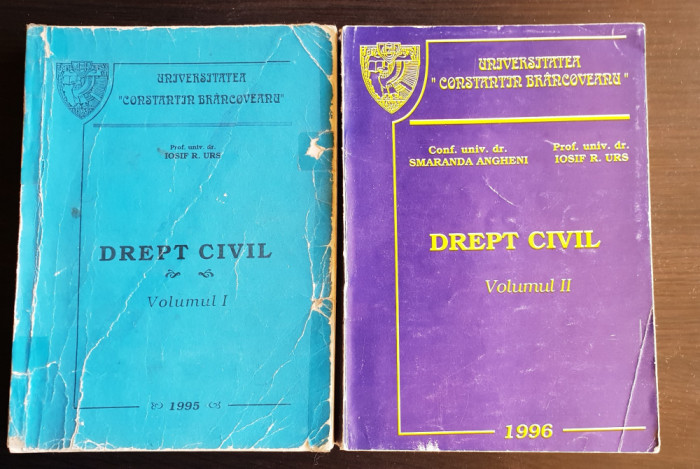 UNIVERSITATEA
"CONSTANTIN BRÂNCOVEANU"
Prof. univ. dr.
IOSIF R. URS
DREPT CIVIL
Volumul I
1995
UNIVERSITATEA
"CONSTANTIN BRÂNCOVEANU"
Conf. univ. dr.
SMARANDA ANGHENI
Prof. univ. dr.
IOSIF R. URS
DREPT CIVIL
Volumul II
1996